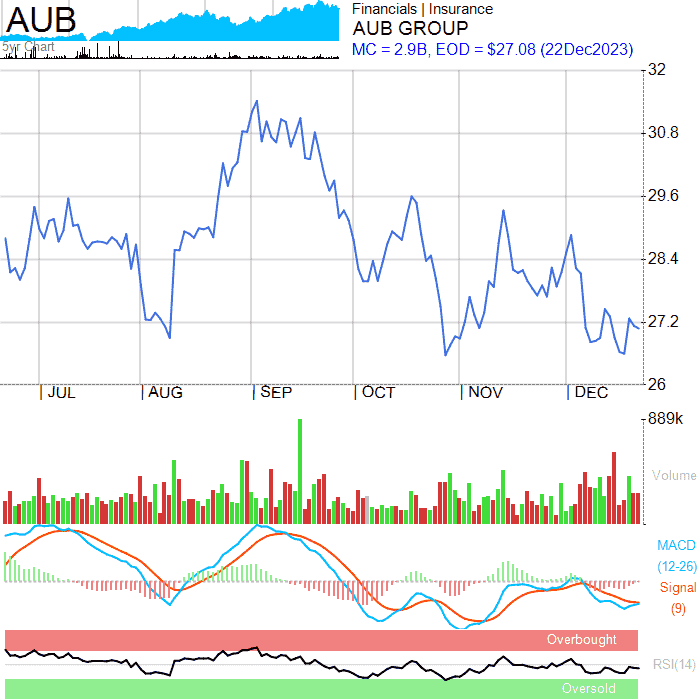 AUB
5yr Chart
Financials | Insurance
AUB GROUP
MC = 2.9B, EOD = $27.08 (22Dec2023)
32
30.8
29.6
28.4
27.2
26
| JUL | AUG | SEP | OCT | NOV | DEC
889k
Volume
MACD
(12-26)
Signal
(9)
Overbought
RSI(14)
Oversold